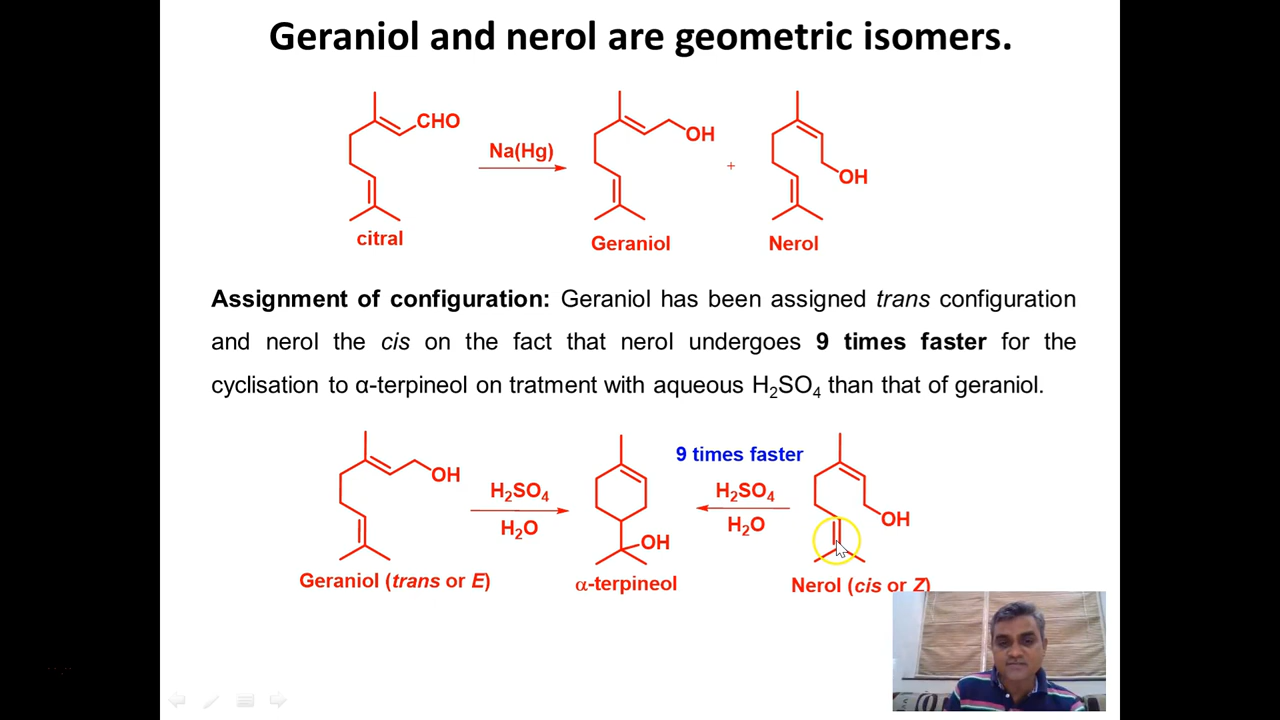 Geraniol and nerol are geometric isomers.
CHO
Na(Hg)
OH
+
OH
citral
Geraniol
Nerol
Assignment of configuration: Geraniol has been assigned trans configuration
and nerol the cis on the fact that nerol undergoes 9 times faster for the
cyclisation to α-terpineol on tratment with aqueous H₂SO₄ than that of geraniol.
9 times faster
OH
H₂SO₄
H₂O
OH
H₂SO₄
H₂O
OH
Geraniol (trans or E)
α-terpineol
Nerol (cis or Z)